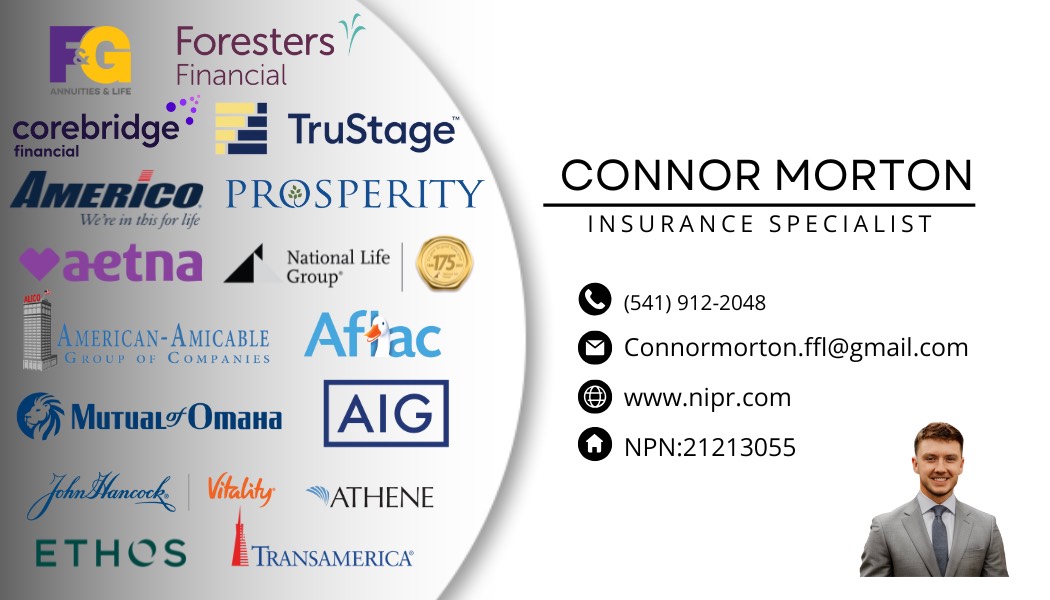 F&G
ANNUITIES & LIFE
Foresters
Financial
corebridge
financial
TruStage™
AMERICO
We're in this for life
PROSPERITY
aetna
National Life
Group®
175
ALICO
AMERICAN-AMICABLE
GROUP OF COMPANIES
Aflac
MUTUAL of OMAHA
AIG
John Hancock®
Vitality
ATHENE
ETHOS
TRANSAMERICA®
CONNOR MORTON
INSURANCE SPECIALIST
(541) 912-2048
Connormorton.ffl@gmail.com
www.nipr.com
NPN:21213055